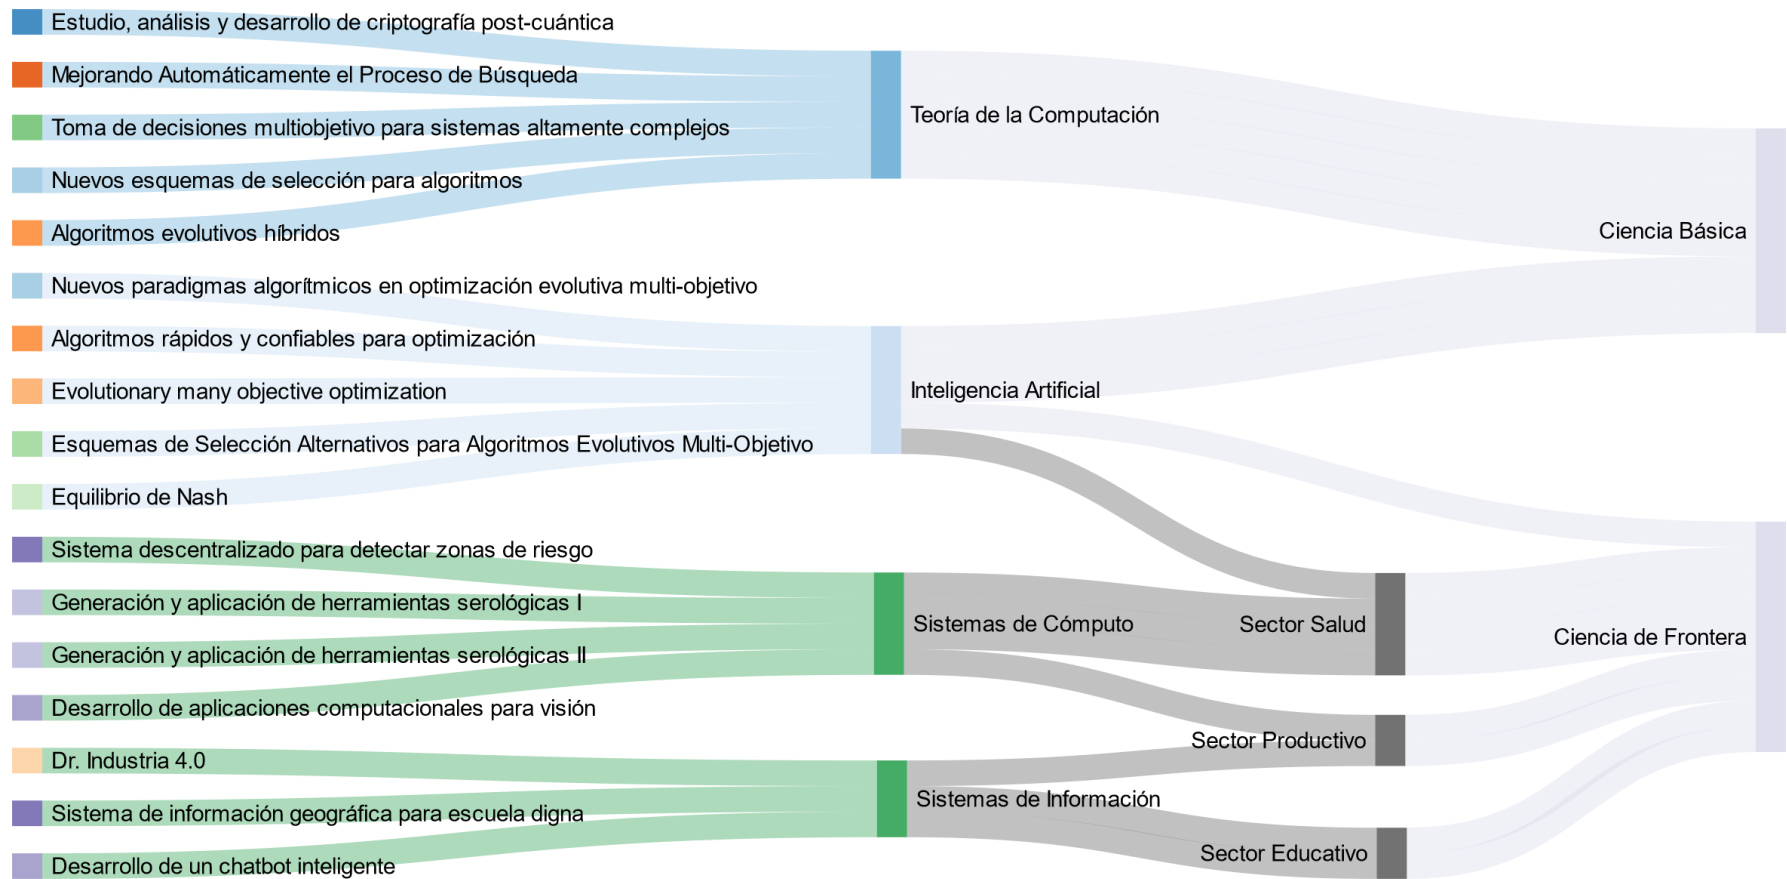 Estudio, análisis y desarrollo de criptografía post-cuántica
Mejorando Automáticamente el Proceso de Búsqueda
Toma de decisiones multiobjetivo para sistemas altamente complejos
Nuevos esquemas de selección para algoritmos
Algoritmos evolutivos híbridos
Nuevos paradigmas algorítmicos en optimización evolutiva multi-objetivo
Algoritmos rápidos y confiables para optimización
Evolutionary many objective optimization
Esquemas de Selección Alternativos para Algoritmos Evolutivos Multi-Objetivo
Equilibrio de Nash
Sistema descentralizado para detectar zonas de riesgo
Generación y aplicación de herramientas serológicas I
Generación y aplicación de herramientas serológicas II
Desarrollo de aplicaciones computacionales para visión
Dr. Industria 4.0
Sistema de información geográfica para escuela digna
Desarrollo de un chatbot inteligente
Teoría de la Computación
Inteligencia Artificial
Sistemas de Cómputo
Sistemas de Información
Sector Salud
Sector Productivo
Sector Educativo
Ciencia Básica
Ciencia de Frontera